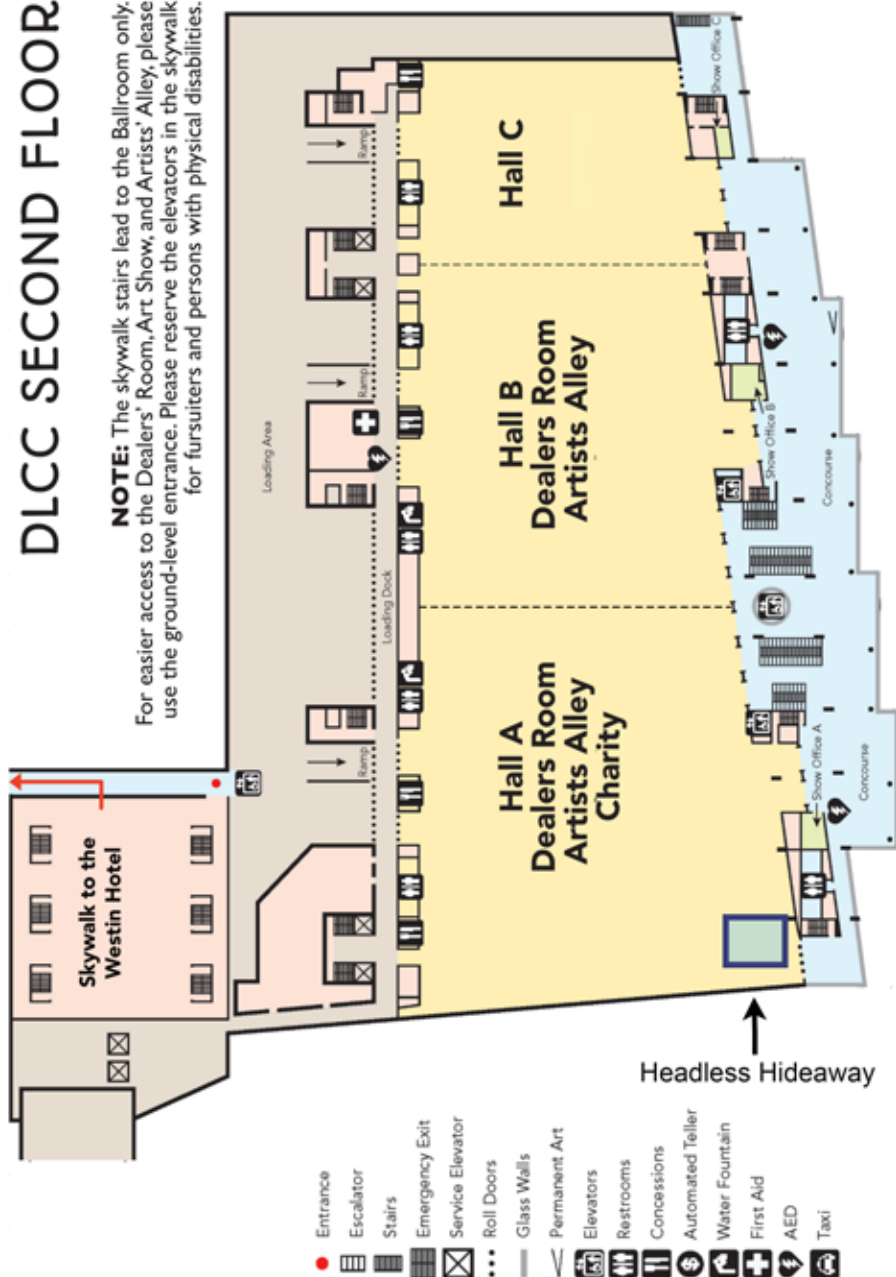 DLCC SECOND FLOOR
NOTE: The skywalk stairs lead to the Ballroom only.
For easier access to the Dealers' Room, Art Show, and Artists' Alley, please
use the ground-level entrance. Please reserve the elevators in the skywalk
for fursuiters and persons with physical disabilities.
Skywalk to the
Westin Hotel
Loading Area
Ramp
Ramp
Ramp
Loading Dock
Hall A
Dealers Room
Artists Alley
Charity
Hall B
Dealers Room
Artists Alley
Hall C
Show Office A
Show Office B
Show Office C
Concourse
Concourse
Headless Hideaway
Entrance
Escalator
Stairs
Emergency Exit
Service Elevator
Roll Doors
Glass Walls
Permanent Art
Elevators
Restrooms
Concessions
Automated Teller
Water Fountain
First Aid
AED
Taxi